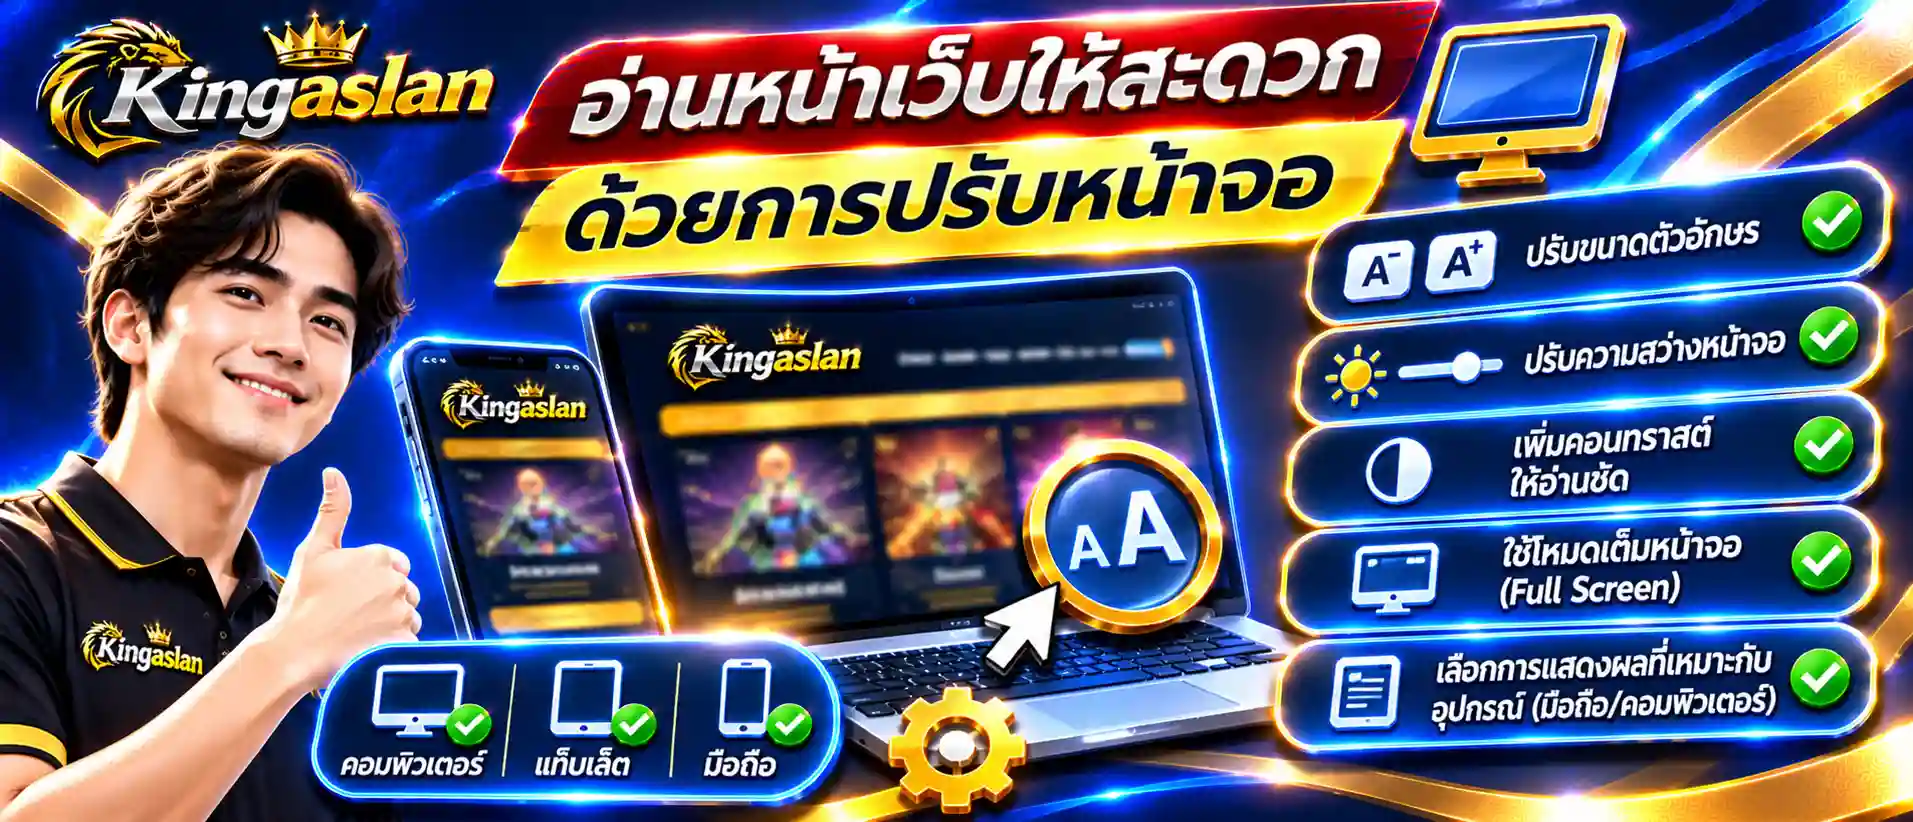 Kingaslan
อ่านหน้าเว็บให้สะดวก
ด้วยการปรับหน้าจอ
A- A+ ปรับขนาดตัวอักษร
ปรับความสว่างหน้าจอ
เพิ่มคอนทราสต์
ให้อ่านชัด
ใช้โหมดเต็มหน้าจอ
(Full Screen)
เลือกการแสดงผลที่เหมาะกับ
อุปกรณ์ (มือถือ/คอมพิวเตอร์)
Kingaslan
Kingaslan
AA
Kingaslan
คอมพิวเตอร์
แท็บเล็ต
มือถือ